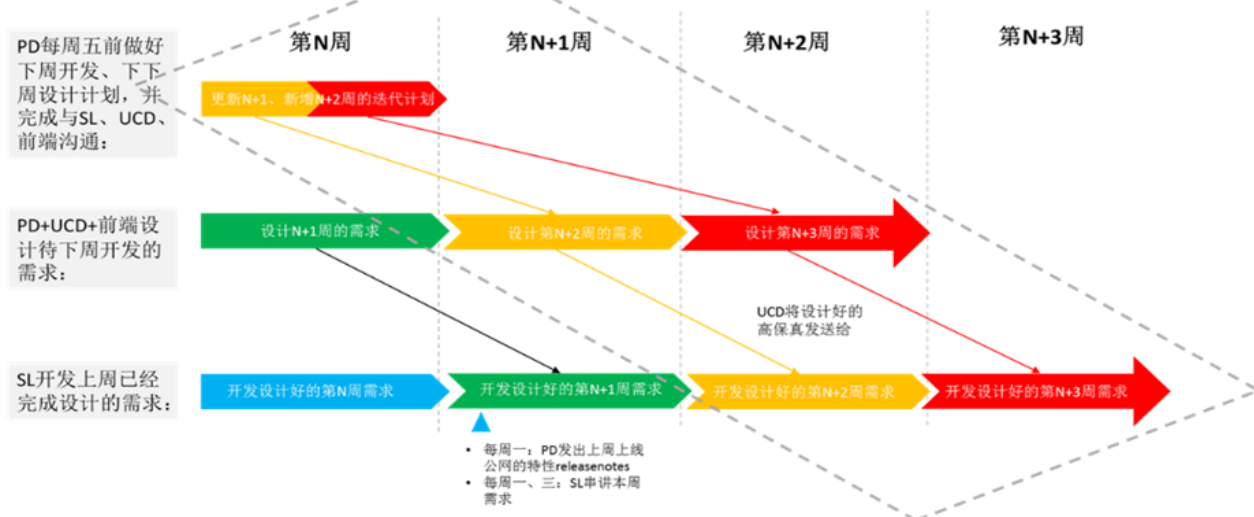 第N周
第N+1周
第N+2周
第N+3周
PD每周五前做好
下周开发、下下
周设计计划，并
完成与SL、UCD、
前端沟通：
更新N+1、新增N+2周的迭代计划
PD+UCD+前端设
计待下周开发的
需求：
设计N+1周的需求
设计第N+2周的需求
设计第N+3周的需求
UCD将设计好的
高保真发送给
SL开发上周已经
完成设计的需求：
开发设计好的第N周需求
开发设计好的第N+1周需求
开发设计好的第N+2周需求
开发设计好的第N+3周需求
• 每周一：PD发出上周上线
公网的特性releasenotes
• 每周一、三：SL串讲本周
需求